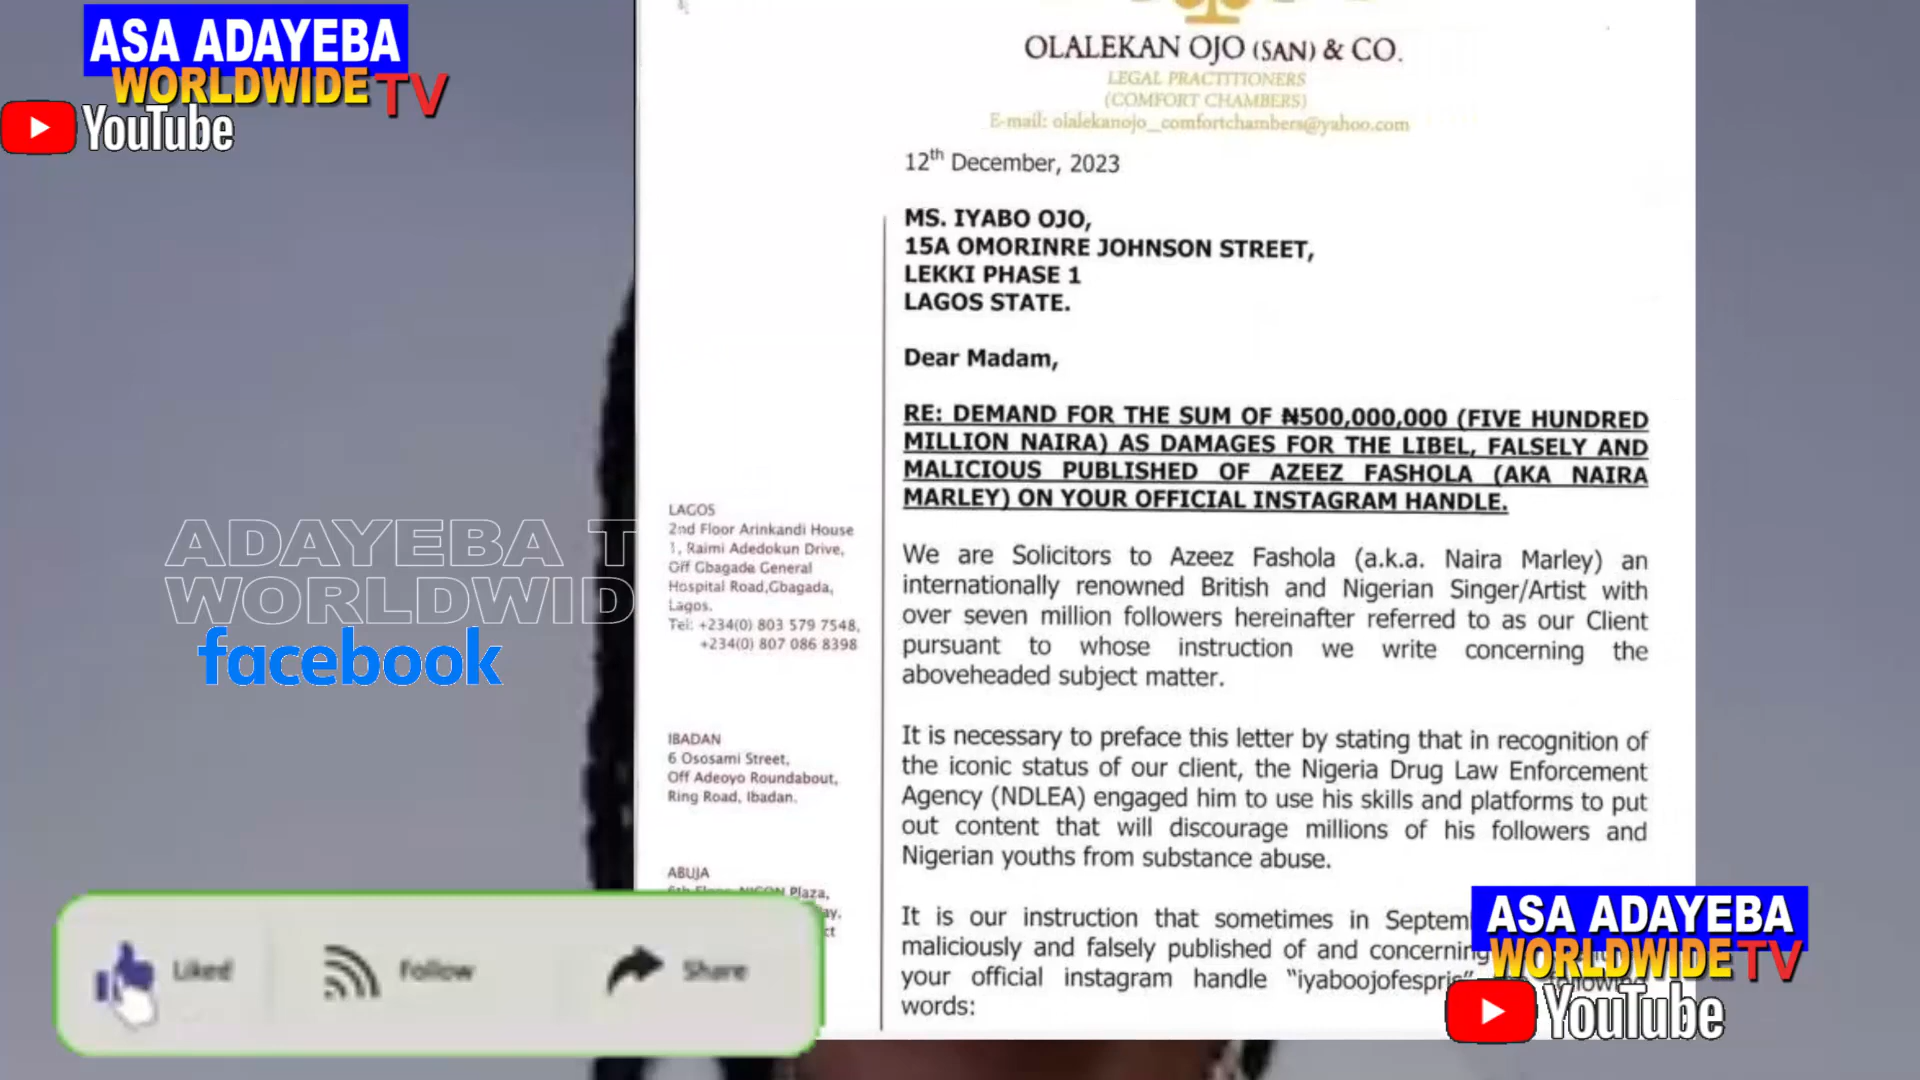 ASA ADAYEBA
WORLDWIDE TV
YouTube
OLALEKAN OJO (SAN) & CO.
LEGAL PRACTITIONERS
(COMFORT CHAMBERS)
E-mail: olalekanojo_comfortchambers@yahoo.com
12th December, 2023
MS. IYABO OJO,
15A OMORINRE JOHNSON STREET,
LEKKI PHASE 1
LAGOS STATE.
Dear Madam,
RE: DEMAND FOR THE SUM OF ₦500,000,000 (FIVE HUNDRED
MILLION NAIRA) AS DAMAGES FOR THE LIBEL, FALSELY AND
MALICIOUS PUBLISHED OF AZEEZ FASHOLA (AKA NAIRA
MARLEY) ON YOUR OFFICIAL INSTAGRAM HANDLE.
We are Solicitors to Azeez Fashola (a.k.a. Naira Marley) an
internationally renowned British and Nigerian Singer/Artist with
over seven million followers hereinafter referred to as our Client
pursuant to whose instruction we write concerning the
aboveheaded subject matter.
It is necessary to preface this letter by stating that in recognition of
the iconic status of our client, the Nigeria Drug Law Enforcement
Agency (NDLEA) engaged him to use his skills and platforms to put
out content that will discourage millions of his followers and
Nigerian youths from substance abuse.
It is our instruction that sometimes in Septem
maliciously and falsely published of and concerning
your official instagram handle "iyaboojofespris" following
words:
LAGOS
2nd Floor Arinkandi House
1, Raimi Adedokun Drive,
Off Gbagada General
Hospital Road,Gbagada,
Lagos.
Tel: +234(0) 803 579 7548,
+234(0) 807 086 8398
IBADAN
6 Ososami Street,
Off Adeoyo Roundabout,
Ring Road, Ibadan.
ABUJA
6th Floor, NICON Plaza,
ADAYEBA T
WORLDWID
facebook
Liked
Follow
Share
ASA ADAYEBA
WORLDWIDE TV
YouTube